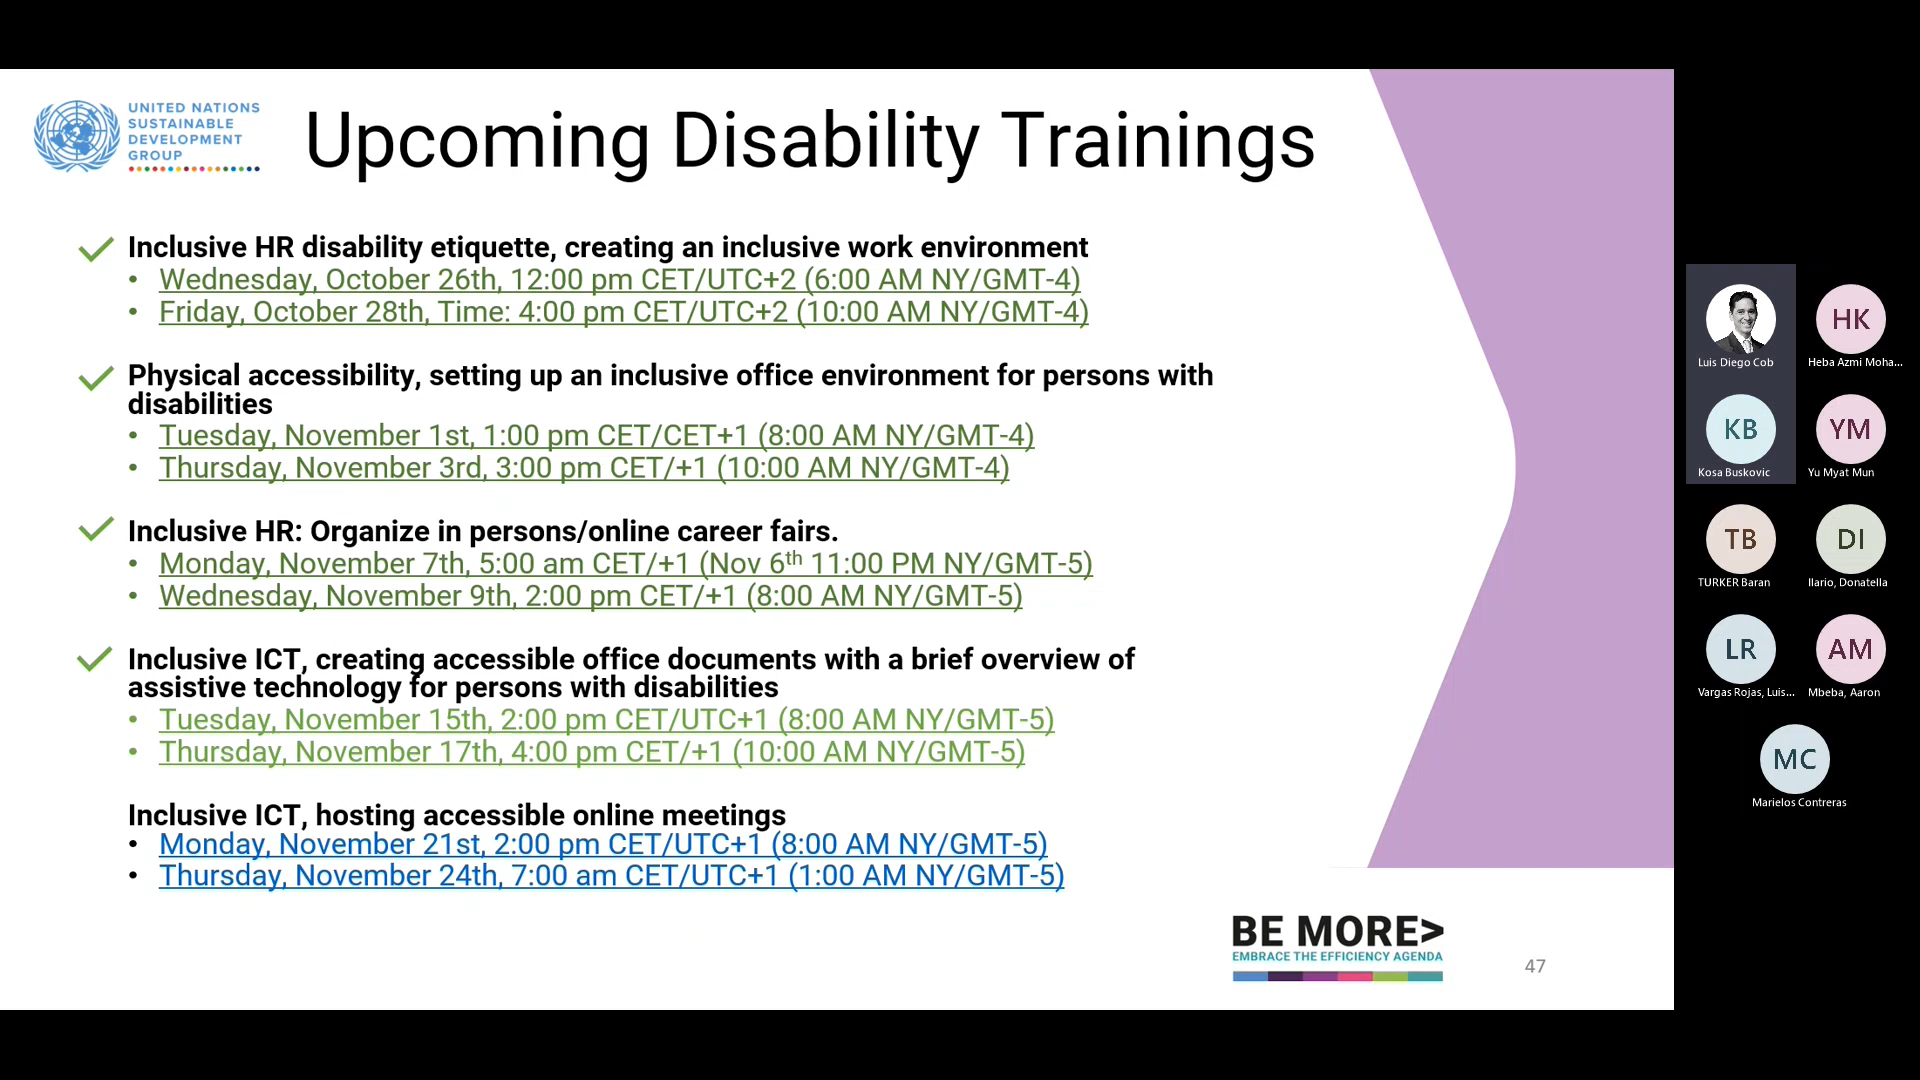 UNITED NATIONS
SUSTAINABLE
DEVELOPMENT
GROUP
Upcoming Disability Trainings
Inclusive HR disability etiquette, creating an inclusive work environment
• Wednesday, October 26th, 12:00 pm CET/UTC+2 (6:00 AM NY/GMT-4)
• Friday, October 28th, Time: 4:00 pm CET/UTC+2 (10:00 AM NY/GMT-4)
Physical accessibility, setting up an inclusive office environment for persons with
disabilities
• Tuesday, November 1st, 1:00 pm CET/CET+1 (8:00 AM NY/GMT-4)
• Thursday, November 3rd, 3:00 pm CET/+1 (10:00 AM NY/GMT-4)
Inclusive HR: Organize in persons/online career fairs.
• Monday, November 7th, 5:00 am CET/+1 (Nov 6th 11:00 PM NY/GMT-5)
• Wednesday, November 9th, 2:00 pm CET/+1 (8:00 AM NY/GMT-5)
Inclusive ICT, creating accessible office documents with a brief overview of
assistive technology for persons with disabilities
• Tuesday, November 15th, 2:00 pm CET/UTC+1 (8:00 AM NY/GMT-5)
• Thursday, November 17th, 4:00 pm CET/+1 (10:00 AM NY/GMT-5)
Inclusive ICT, hosting accessible online meetings
• Monday, November 21st, 2:00 pm CET/UTC+1 (8:00 AM NY/GMT-5)
• Thursday, November 24th, 7:00 am CET/UTC+1 (1:00 AM NY/GMT-5)
BE MORE>
EMBRACE THE EFFICIENCY AGENDA
47
Luis Diego Cob
HK
Heba Azmi Moha...
KB
Kosa Buskovic
YM
Yu Myat Mun
TB
TURKER Baran
DI
Ilario, Donatella
LR
Vargas Rojas, Luis...
AM
Mbeba, Aaron
MC
Marielos Contreras